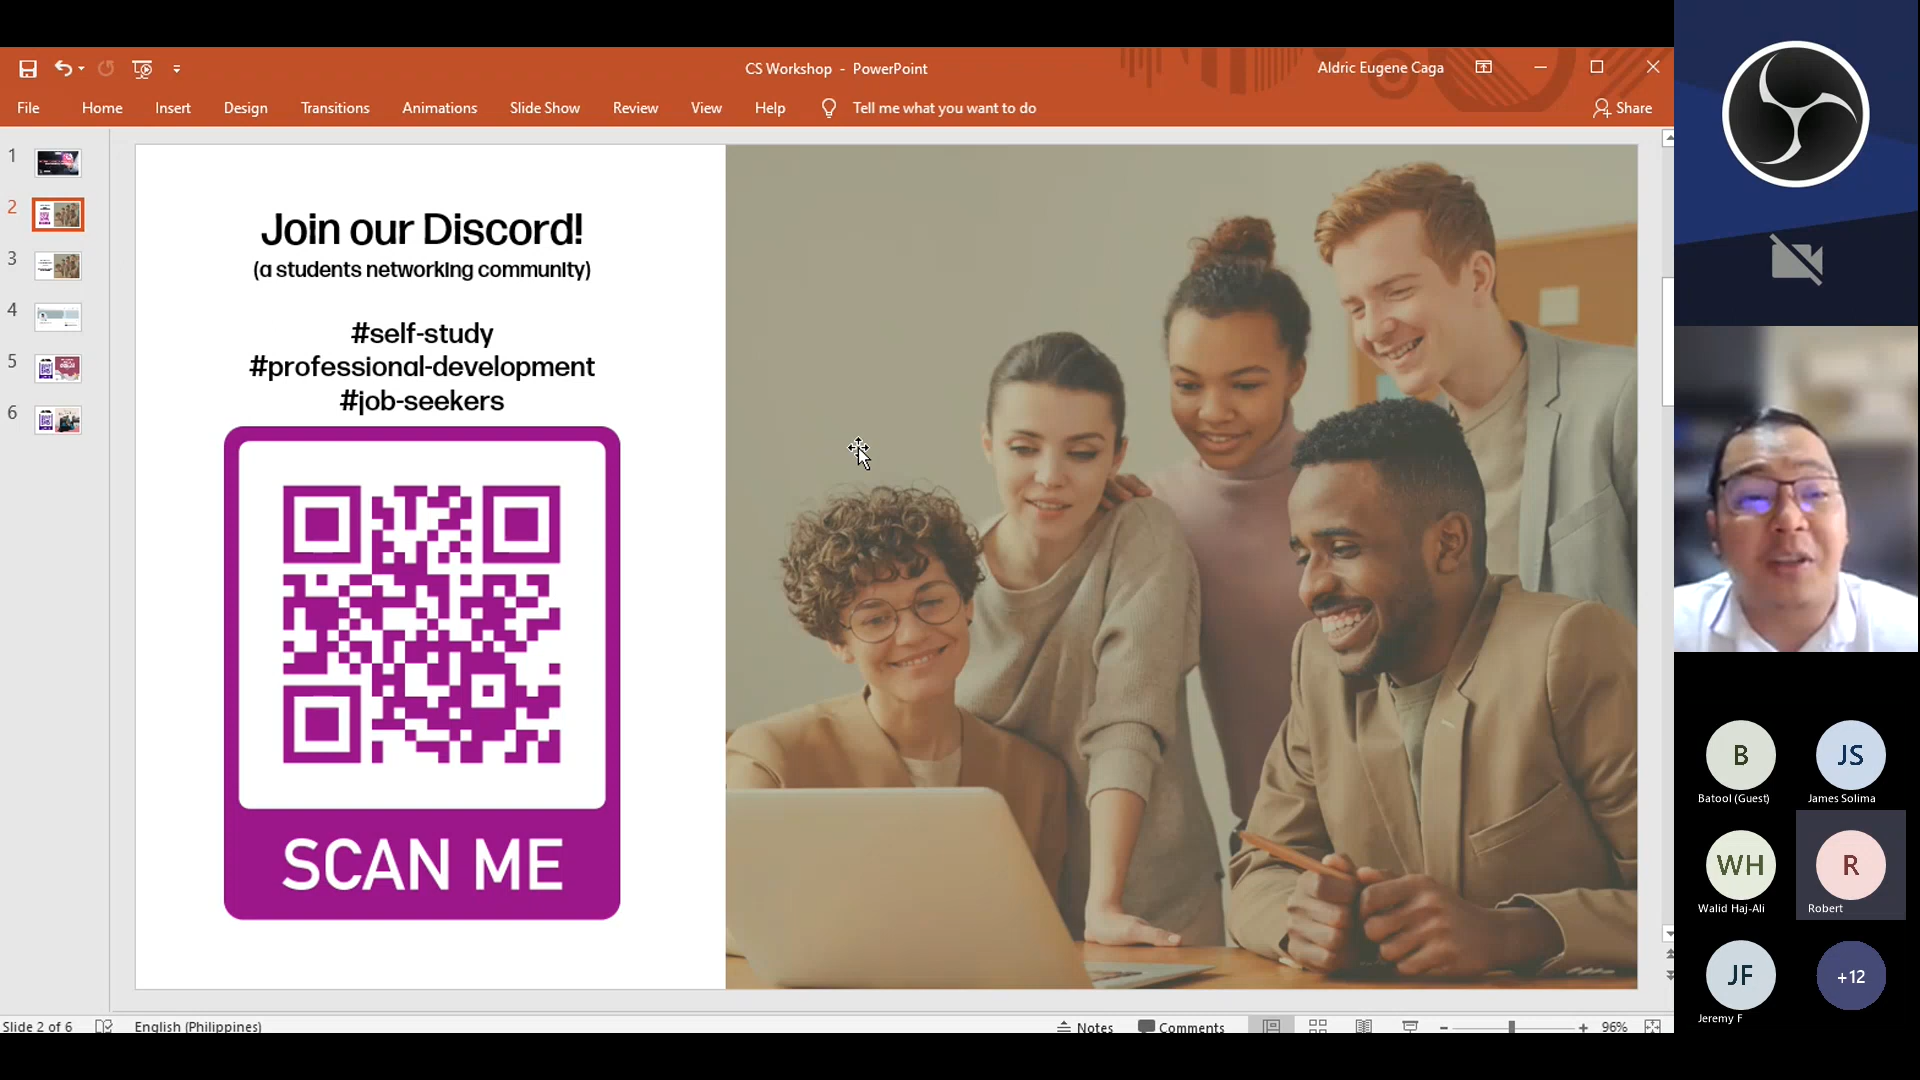 CS Workshop - PowerPoint
Aldric Eugene Caga
File Home Insert Design Transitions Animations Slide Show Review View Help Tell me what you want to do Share
1
2
3
4
5
6
Join our Discord!
(a students networking community)
#self-study
#professional-development
#job-seekers
SCAN ME
B
Batool (Guest)
JS
James Solima
WH
Walid Haj-Ali
R
Robert
JF
Jeremy F
+12
Slide 2 of 6 English (Philippines) Notes Comments 96%